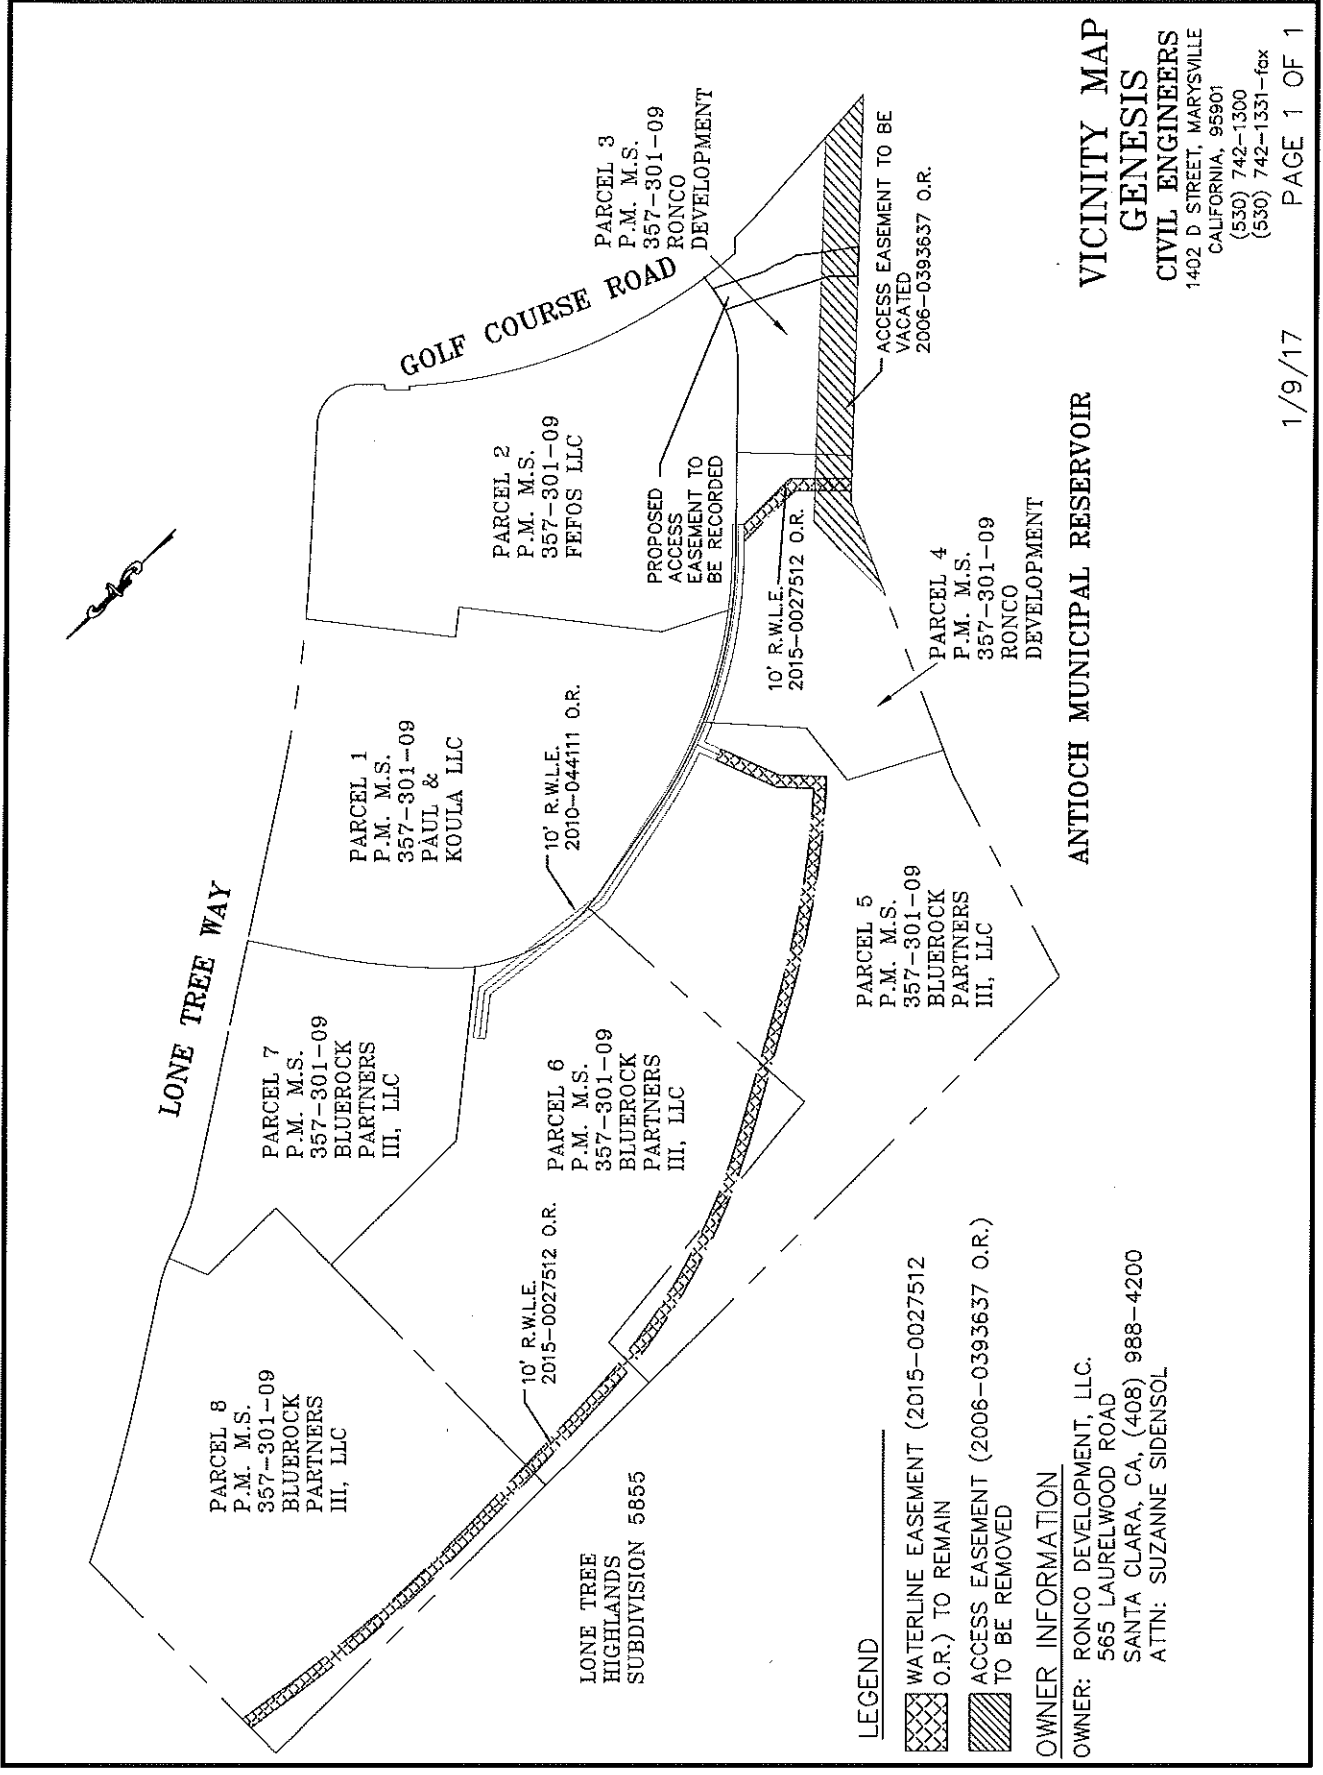 LONE TREE WAY
GOLF COURSE ROAD
PARCEL 8
P.M. M.S.
357-301-09
BLUEROCK
PARTNERS
III, LLC
PARCEL 7
P.M. M.S.
357-301-09
BLUEROCK
PARTNERS
III, LLC
PARCEL 1
P.M. M.S.
357-301-09
PAUL &
KOULA LLC
PARCEL 2
P.M. M.S.
357-301-09
FEFOS LLC
PARCEL 3
P.M. M.S.
357-301-09
RONCO
DEVELOPMENT
10' R.W.L.E.
2015-0027512 O.R.
PARCEL 6
P.M. M.S.
357-301-09
BLUEROCK
PARTNERS
III, LLC
10' R.W.L.E.
2010-044111 O.R.
PROPOSED
ACCESS
EASEMENT TO
BE RECORDED
10' R.W.L.E.
2015-0027512 O.R.
ACCESS EASEMENT TO BE
VACATED
2006-0393637 O.R.
LONE TREE
HIGHLANDS
SUBDIVISION 5855
PARCEL 5
P.M. M.S.
357-301-09
BLUEROCK
PARTNERS
III, LLC
PARCEL 4
P.M. M.S.
357-301-09
RONCO
DEVELOPMENT
ANTIOCH MUNICIPAL RESERVOIR
LEGEND
WATERLINE EASEMENT (2015-0027512
O.R.) TO REMAIN
ACCESS EASEMENT (2006-0393637 O.R.)
TO BE REMOVED
OWNER INFORMATION
OWNER: RONCO DEVELOPMENT, LLC.
565 LAURELWOOD ROAD
SANTA CLARA, CA, (408) 988-4200
ATTN: SUZANNE SIDENSOL
VICINITY MAP
GENESIS
CIVIL ENGINEERS
1402 D STREET, MARYSVILLE
CALIFORNIA, 95901
(530) 742-1300
(530) 742-1331-fax
1/9/17 PAGE 1 OF 1